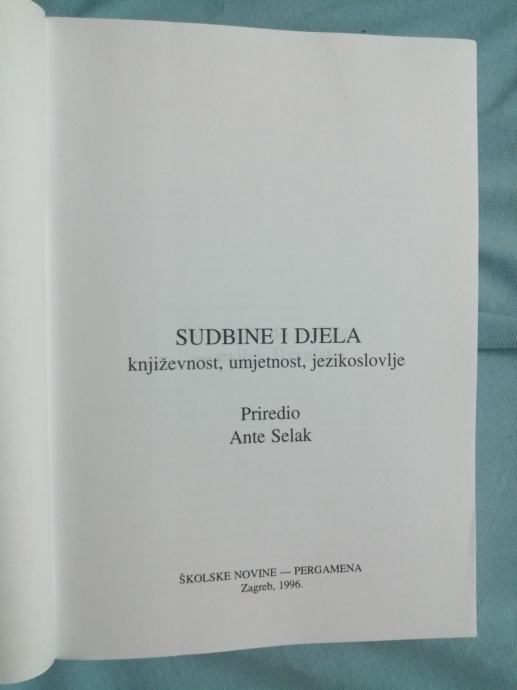 SUDBINE I DJELA
književnost, umjetnost, jezikoslovlje
Priredio
Ante Selak
ŠKOLSKE NOVINE — PERGAMENA
Zagreb, 1996.